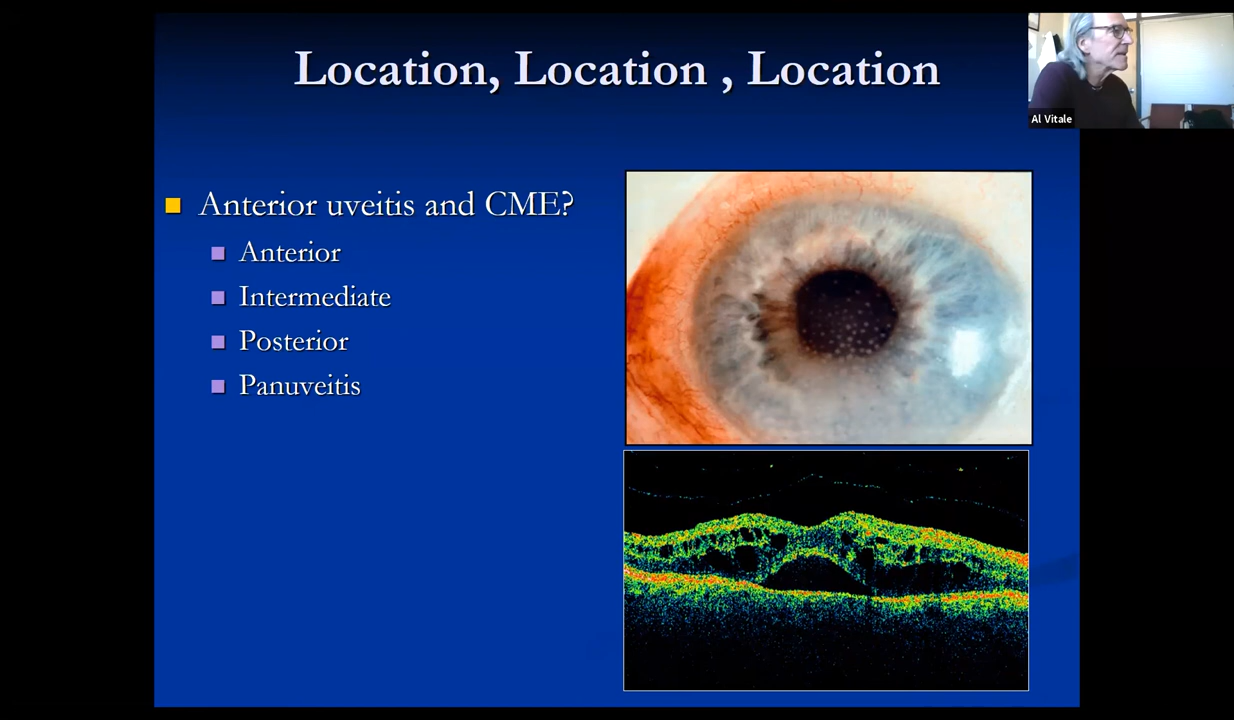 Location, Location , Location
Al Vitale
Anterior uveitis and CME?
Anterior
Intermediate
Posterior
Panuveitis